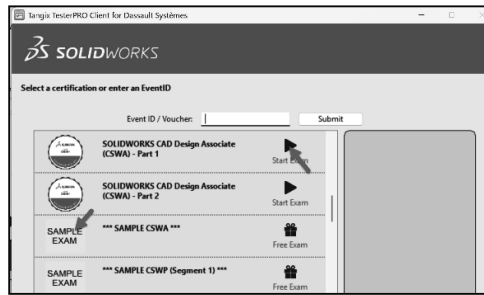 Tangix TesterPRO Client for Dassault Systèmes
SOLIDWORKS
Select a certification or enter an EventID
Event ID / Voucher:
Submit
SOLIDWORKS CAD Design Associate
(CSWA) - Part 1
Start Exam
SOLIDWORKS CAD Design Associate
(CSWA) - Part 2
Start Exam
SAMPLE
EXAM
*** SAMPLE CSWA ***
Free Exam
SAMPLE
EXAM
*** SAMPLE CSWP (Segment 1) ***
Free Exam